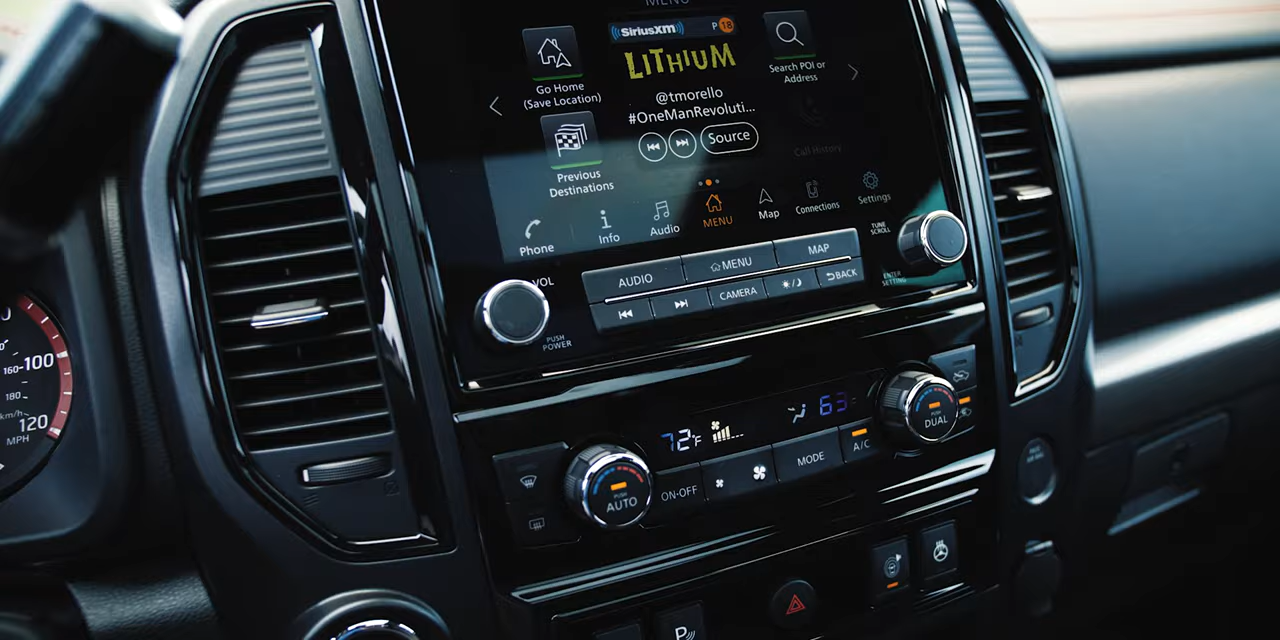 MENU
SiriusXM
P 18
LITHIUM
Go Home
(Save Location)
@tmorello
#OneManRevoluti...
Source
Search POI or
Address
Call History
Previous
Destinations
Phone
Info
Audio
MENU
Map
Connections
Settings
TUNE
SCROLL
ENTER
SETTING
VOL
PUSH
POWER
AUDIO
MENU
MAP
CAMERA
BACK
160
100
180
km/h
120
MPH
72°F
63
PUSH
AUTO
ON·OFF
MODE
A/C
PUSH
DUAL
P